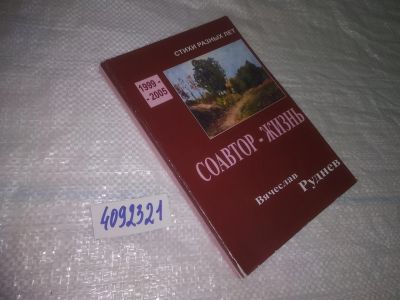 СТИХИ РАЗНЫХ ЛЕТ
1999 -
- 2005
СОАВТОР - ЖИЗНЬ
Вячеслав
Руднев
4092321